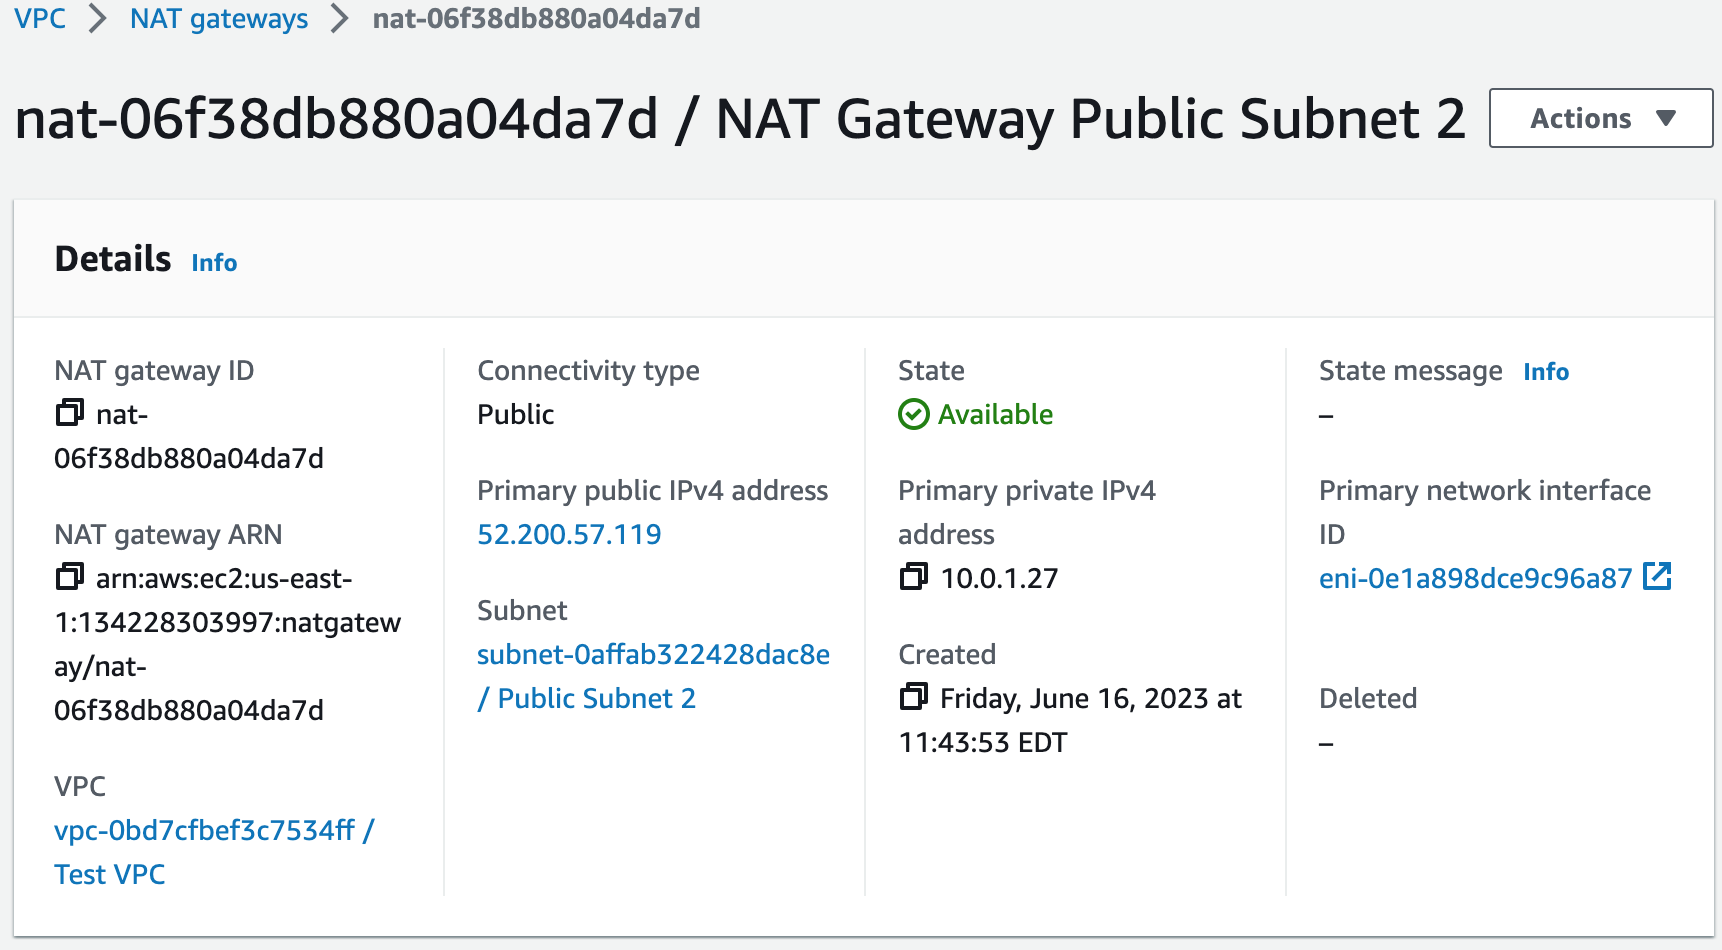 VPC > NAT gateways > nat-06f38db880a04da7d
nat-06f38db880a04da7d / NAT Gateway Public Subnet 2
Actions
Details Info
NAT gateway ID
nat-
06f38db880a04da7d
NAT gateway ARN
arn:aws:ec2:us-east-
1:134228303997:natgatew
ay/nat-
06f38db880a04da7d
VPC
vpc-0bd7cfbef3c7534ff /
Test VPC
Connectivity type
Public
Primary public IPv4 address
52.200.57.119
Subnet
subnet-0affab322428dac8e
/ Public Subnet 2
State
Available
Primary private IPv4
address
10.0.1.27
Created
Friday, June 16, 2023 at
11:43:53 EDT
State message Info
–
Primary network interface
ID
eni-0e1a898dce9c96a87
Deleted
–